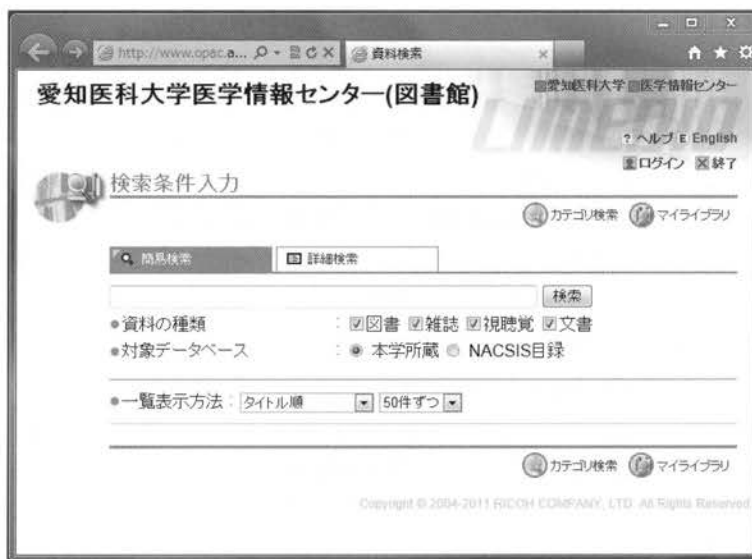 http://www.opac.a... 資料検索
愛知医科大学医学情報センター(図書館)
愛知医科大学 医学情報センター
Limedio
? ヘルプ E English
ログイン 終了
検索条件入力
カテゴリ検索 マイライブラリ
簡易検索 詳細検索
検索
●資料の種類 : 図書 雑誌 視聴覚 文書
●対象データベース : 本学所蔵 NACSIS目録
●一覧表示方法 : タイトル順 50件ずつ
カテゴリ検索 マイライブラリ
Copyright © 2004-2011 RICOH COMPANY, LTD. All Rights Reserved.